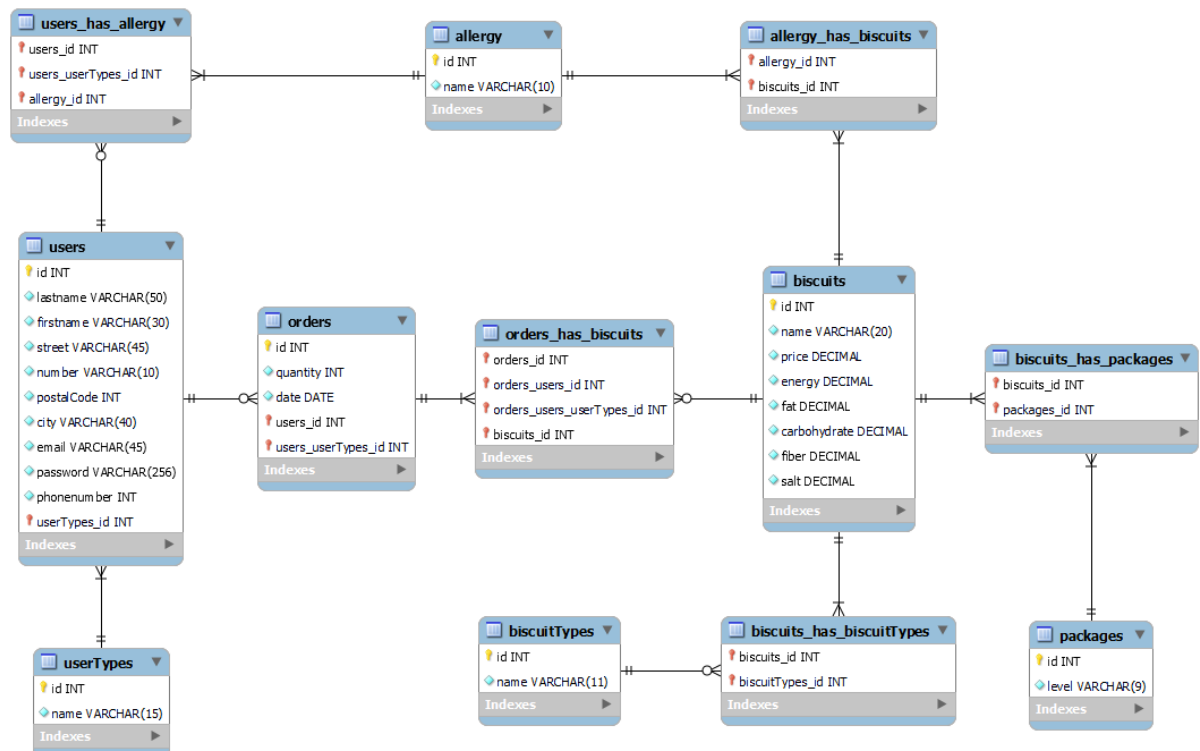 users_has_allergy
users_id INT
users_userTypes_id INT
allergy_id INT
Indexes
allergy
id INT
name VARCHAR(10)
Indexes
allergy_has_biscuits
allergy_id INT
biscuits_id INT
Indexes
users
id INT
lastname VARCHAR(50)
firstname VARCHAR(30)
street VARCHAR(45)
number VARCHAR(10)
postalCode INT
city VARCHAR(40)
email VARCHAR(45)
password VARCHAR(256)
phonenumber INT
userTypes_id INT
Indexes
orders
id INT
quantity INT
date DATE
users_id INT
users_userTypes_id INT
Indexes
orders_has_biscuits
orders_id INT
orders_users_id INT
orders_users_userTypes_id INT
biscuits_id INT
Indexes
biscuits
id INT
name VARCHAR(20)
price DECIMAL
energy DECIMAL
fat DECIMAL
carbohydrate DECIMAL
fiber DECIMAL
salt DECIMAL
Indexes
biscuits_has_packages
biscuits_id INT
packages_id INT
Indexes
userTypes
id INT
name VARCHAR(15)
Indexes
biscuitTypes
id INT
name VARCHAR(11)
Indexes
biscuits_has_biscuitTypes
biscuits_id INT
biscuitTypes_id INT
Indexes
packages
id INT
level VARCHAR(9)
Indexes